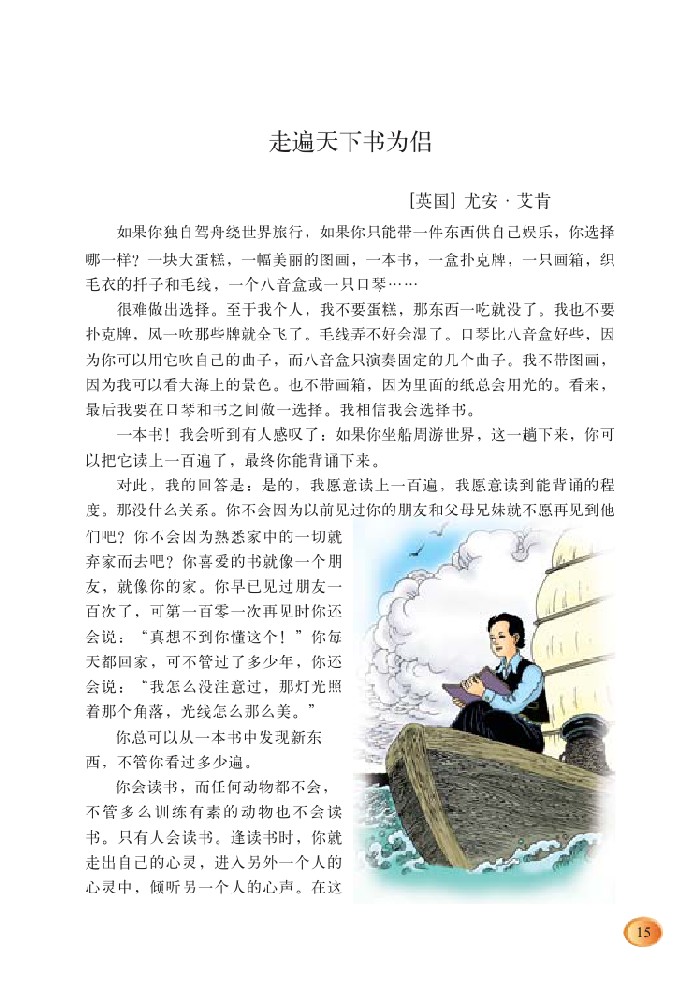 走遍天下书为侣
[英国] 尤安·艾肯
如果你独自驾舟绕世界旅行，如果你只能带一件东西供自己娱乐，你选择
哪一样？一块大蛋糕，一幅美丽的图画，一本书，一盒扑克牌，一只画箱，织
毛衣的扦子和毛线，一个八音盒或一只口琴……
很难做出选择。至于我个人，我不要蛋糕，那东西一吃就没了。我也不要
扑克牌，风一吹那些牌就全飞了。毛线弄不好会湿了。口琴比八音盒好些，因
为你可以用它吹自己的曲子，而八音盒只演奏固定的几个曲子。我不带图画，
因为我可以看大海上的景色。也不带画箱，因为里面的纸总会用光的。看来，
最后我要在口琴和书之间做一选择。我相信我会选择书。
一本书！我会听到有人感叹了：如果你坐船周游世界，这一趟下来，你可
以把它读上一百遍了，最终你能背诵下来。
对此，我的回答是：是的，我愿意读上一百遍，我愿意读到能背诵的程
度。那没什么关系。你不会因为以前见过你的朋友和父母兄妹就不愿再见到他
们吧？你不会因为熟悉家中的一切就
弃家而去吧？你喜爱的书就像一个朋
友，就像你的家。你早已见过朋友一
百次了，可第一百零一次再见时你还
会说：“真想不到你懂这个！”你每
天都回家，可不管过了多少年，你还
会说：“我怎么没注意过，那灯光照
着那个角落，光线怎么那么美。”
你总可以从一本书中发现新东
西，不管你看过多少遍。
你会读书，而任何动物都不会，
不管多么训练有素的动物也不会读
书。只有人会读书。逢读书时，你就
走出自己的心灵，进入另外一个人的
心灵中，倾听另一个人的心声。在这
15